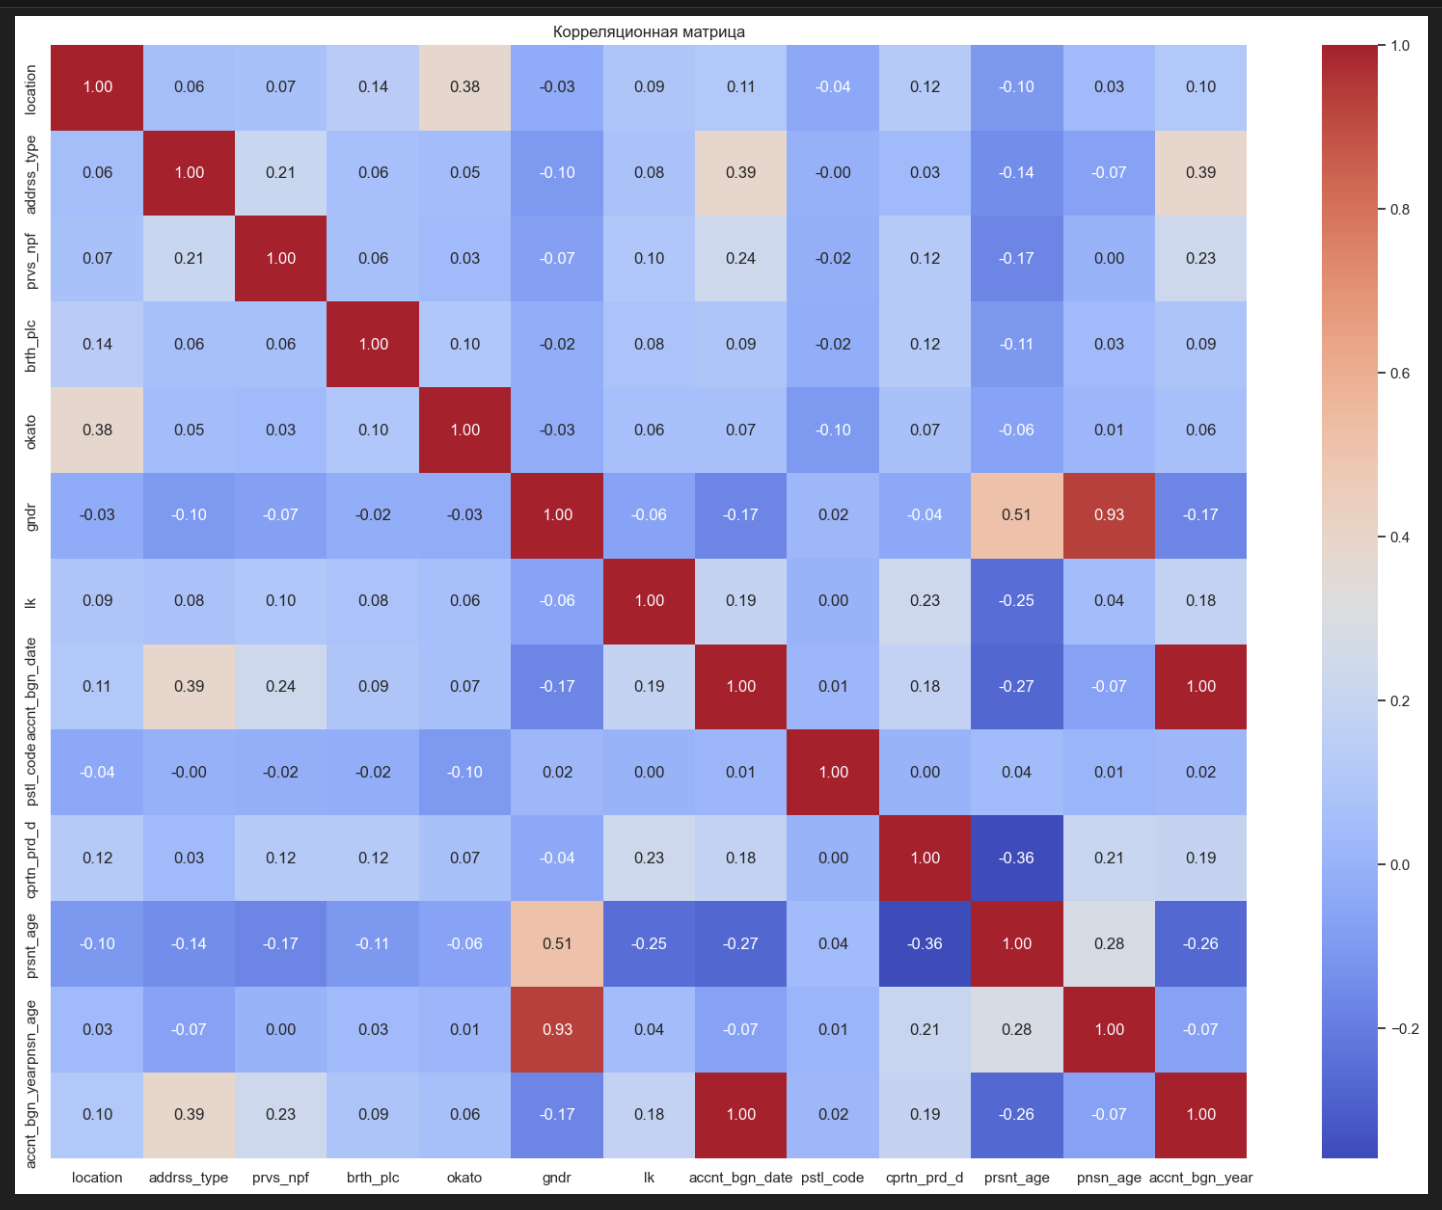 Корреляционная матрица
location 1.00 0.06 0.07 0.14 0.38 -0.03 0.09 0.11 -0.04 0.12 -0.10 0.03 0.10
addrss_type 0.06 1.00 0.21 0.06 0.05 -0.10 0.08 0.39 -0.00 0.03 -0.14 -0.07 0.39
prvs_npf 0.07 0.21 1.00 0.06 0.03 -0.07 0.10 0.24 -0.02 0.12 -0.17 0.00 0.23
brth_plc 0.14 0.06 0.06 1.00 0.10 -0.02 0.08 0.09 -0.02 0.12 -0.11 0.03 0.09
okato 0.38 0.05 0.03 0.10 1.00 -0.03 0.06 0.07 -0.10 0.07 -0.06 0.01 0.06
gndr -0.03 -0.10 -0.07 -0.02 -0.03 1.00 -0.06 -0.17 0.02 -0.04 0.51 0.93 -0.17
lk 0.09 0.08 0.10 0.08 0.06 -0.06 1.00 0.19 0.00 0.23 -0.25 0.04 0.18
accnt_bgn_date 0.11 0.39 0.24 0.09 0.07 -0.17 0.19 1.00 0.01 0.18 -0.27 -0.07 1.00
pstl_code -0.04 -0.00 -0.02 -0.02 -0.10 0.02 0.00 0.01 1.00 0.00 0.04 0.01 0.02
cprtn_prd_d 0.12 0.03 0.12 0.12 0.07 -0.04 0.23 0.18 0.00 1.00 -0.36 0.21 0.19
prsnt_age -0.10 -0.14 -0.17 -0.11 -0.06 0.51 -0.25 -0.27 0.04 -0.36 1.00 0.28 -0.26
pnsn_age 0.03 -0.07 0.00 0.03 0.01 0.93 0.04 -0.07 0.01 0.21 0.28 1.00 -0.07
accnt_bgn_year 0.10 0.39 0.23 0.09 0.06 -0.17 0.18 1.00 0.02 0.19 -0.26 -0.07 1.00
location addrss_type prvs_npf brth_plc okato gndr lk accnt_bgn_date pstl_code cprtn_prd_d prsnt_age pnsn_age accnt_bgn_year
1.0
0.8
0.6
0.4
0.2
0.0
−0.2